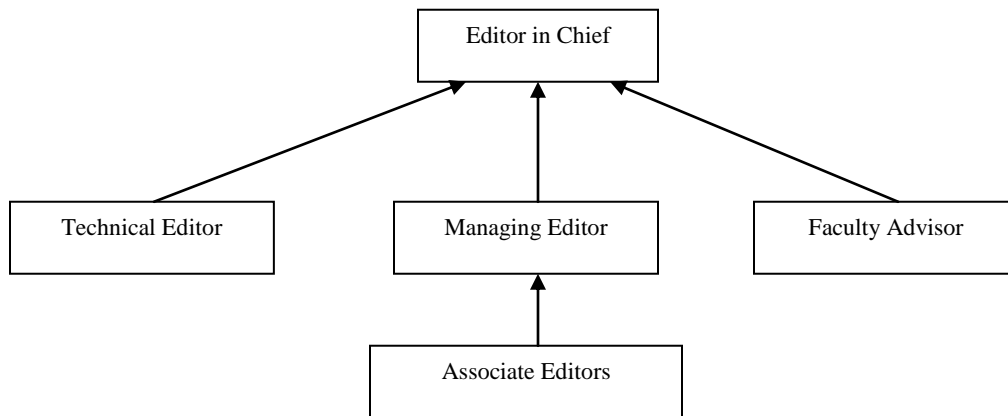 Editor in Chief
Technical Editor
Managing Editor
Faculty Advisor
Associate Editors